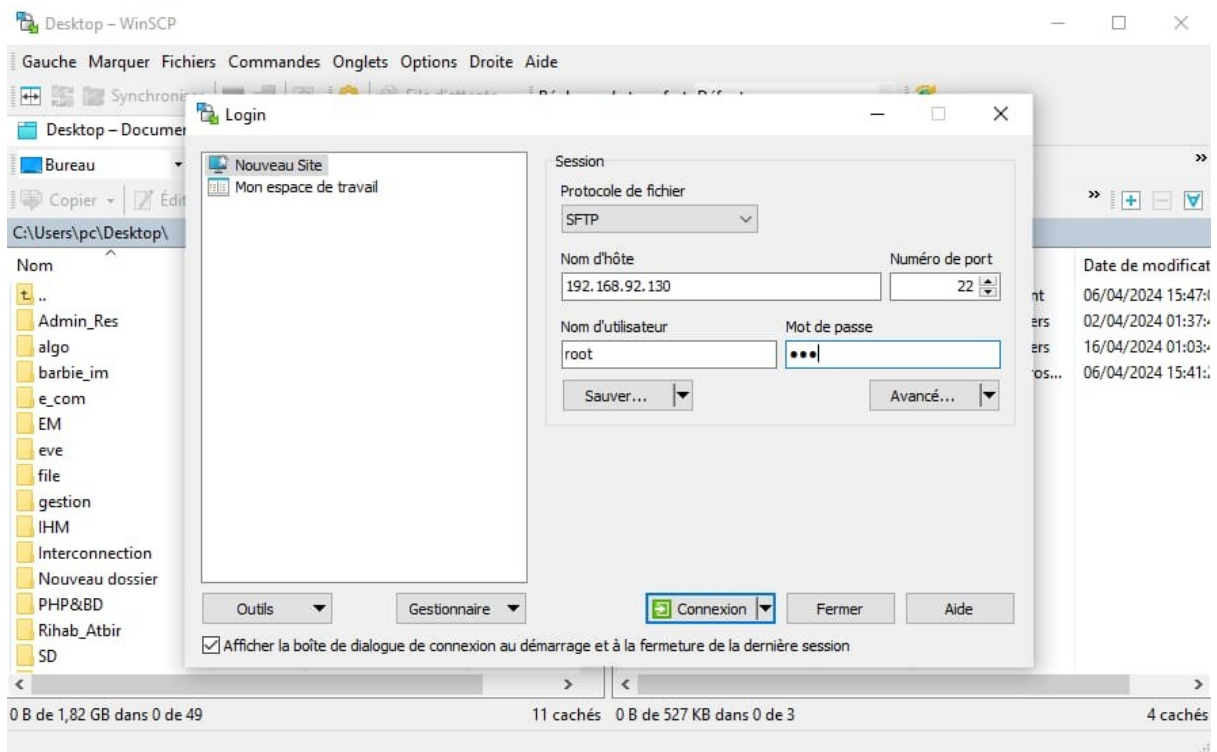 Desktop – WinSCP
Gauche Marquer Fichiers Commandes Onglets Options Droite Aide
Synchronis
Desktop – Documen
Bureau
Copier
Édit
C:\Users\pc\Desktop\
Nom
..
Admin_Res
algo
barbie_im
e_com
EM
eve
file
gestion
IHM
Interconnection
Nouveau dossier
PHP&BD
Rihab_Atbir
SD
Login
Nouveau Site
Mon espace de travail
Session
Protocole de fichier
SFTP
Nom d'hôte Numéro de port
192.168.92.130 22
Nom d'utilisateur Mot de passe
root •••
Sauver... Avancé...
Outils Gestionnaire Connexion Fermer Aide
Afficher la boîte de dialogue de connexion au démarrage et à la fermeture de la dernière session
Date de modificat
nt 06/04/2024 15:47:
ers 02/04/2024 01:37:
ers 16/04/2024 01:03:
os... 06/04/2024 15:41:
0 B de 1,82 GB dans 0 de 49 11 cachés 0 B de 527 KB dans 0 de 3 4 cachés